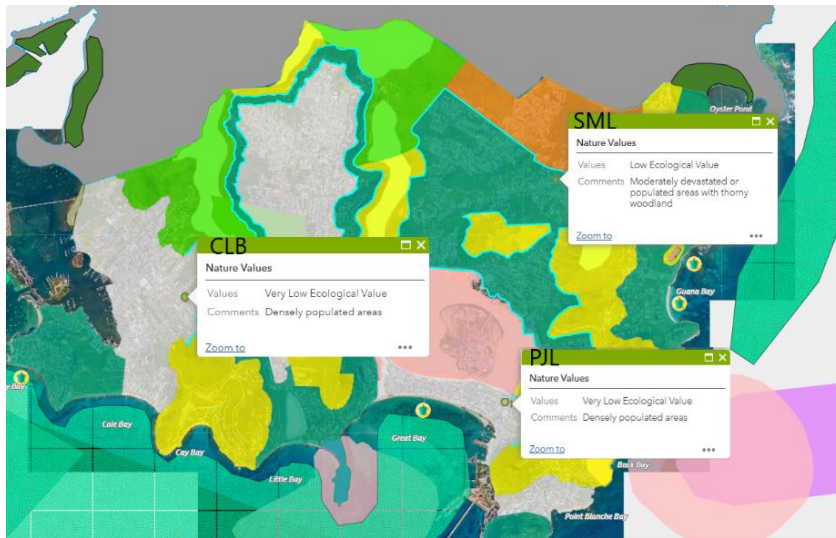 Oyster Pond
SML
Nature Values
Values Low Ecological Value
Comments Moderately devastated or
populated areas with thorny
woodland
Zoom to
CLB
Nature Values
Values Very Low Ecological Value
Comments Densely populated areas
Zoom to
Guana Bay
PJL
Nature Values
Values Very Low Ecological Value
Comments Densely populated areas
Zoom to
Bay
Cole Bay
Cay Bay
Great Bay
Little Bay
Back Bay
Point Blanche Bay